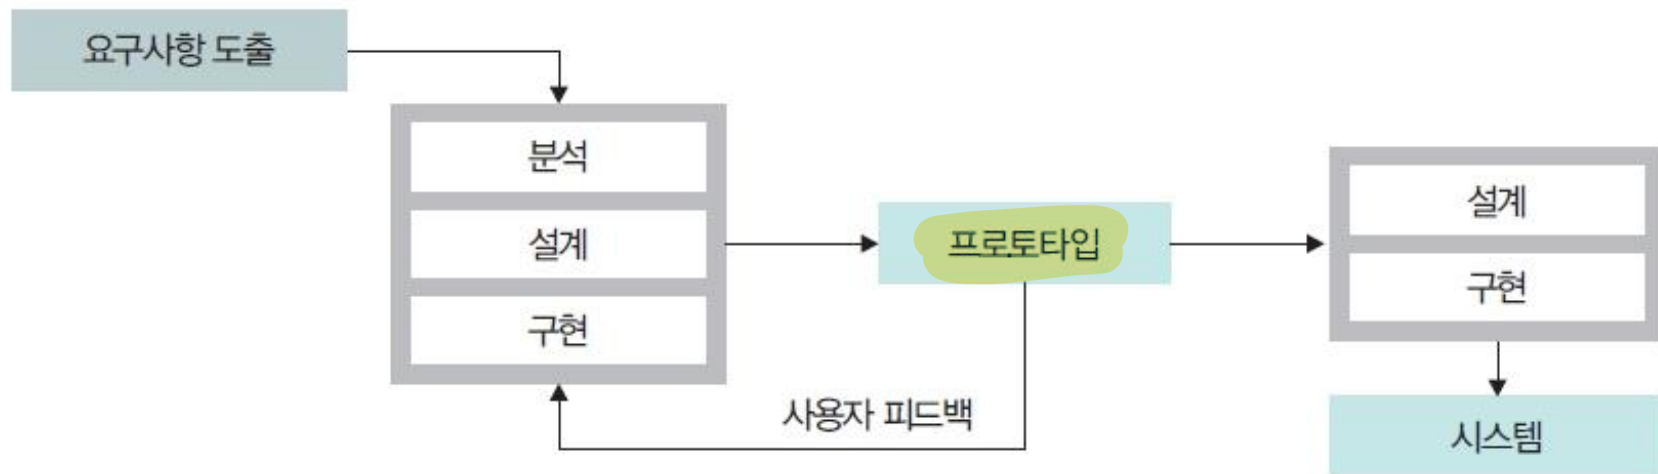 요구사항 도출
분석
설계
구현
프로토타입
사용자 피드백
설계
구현
시스템